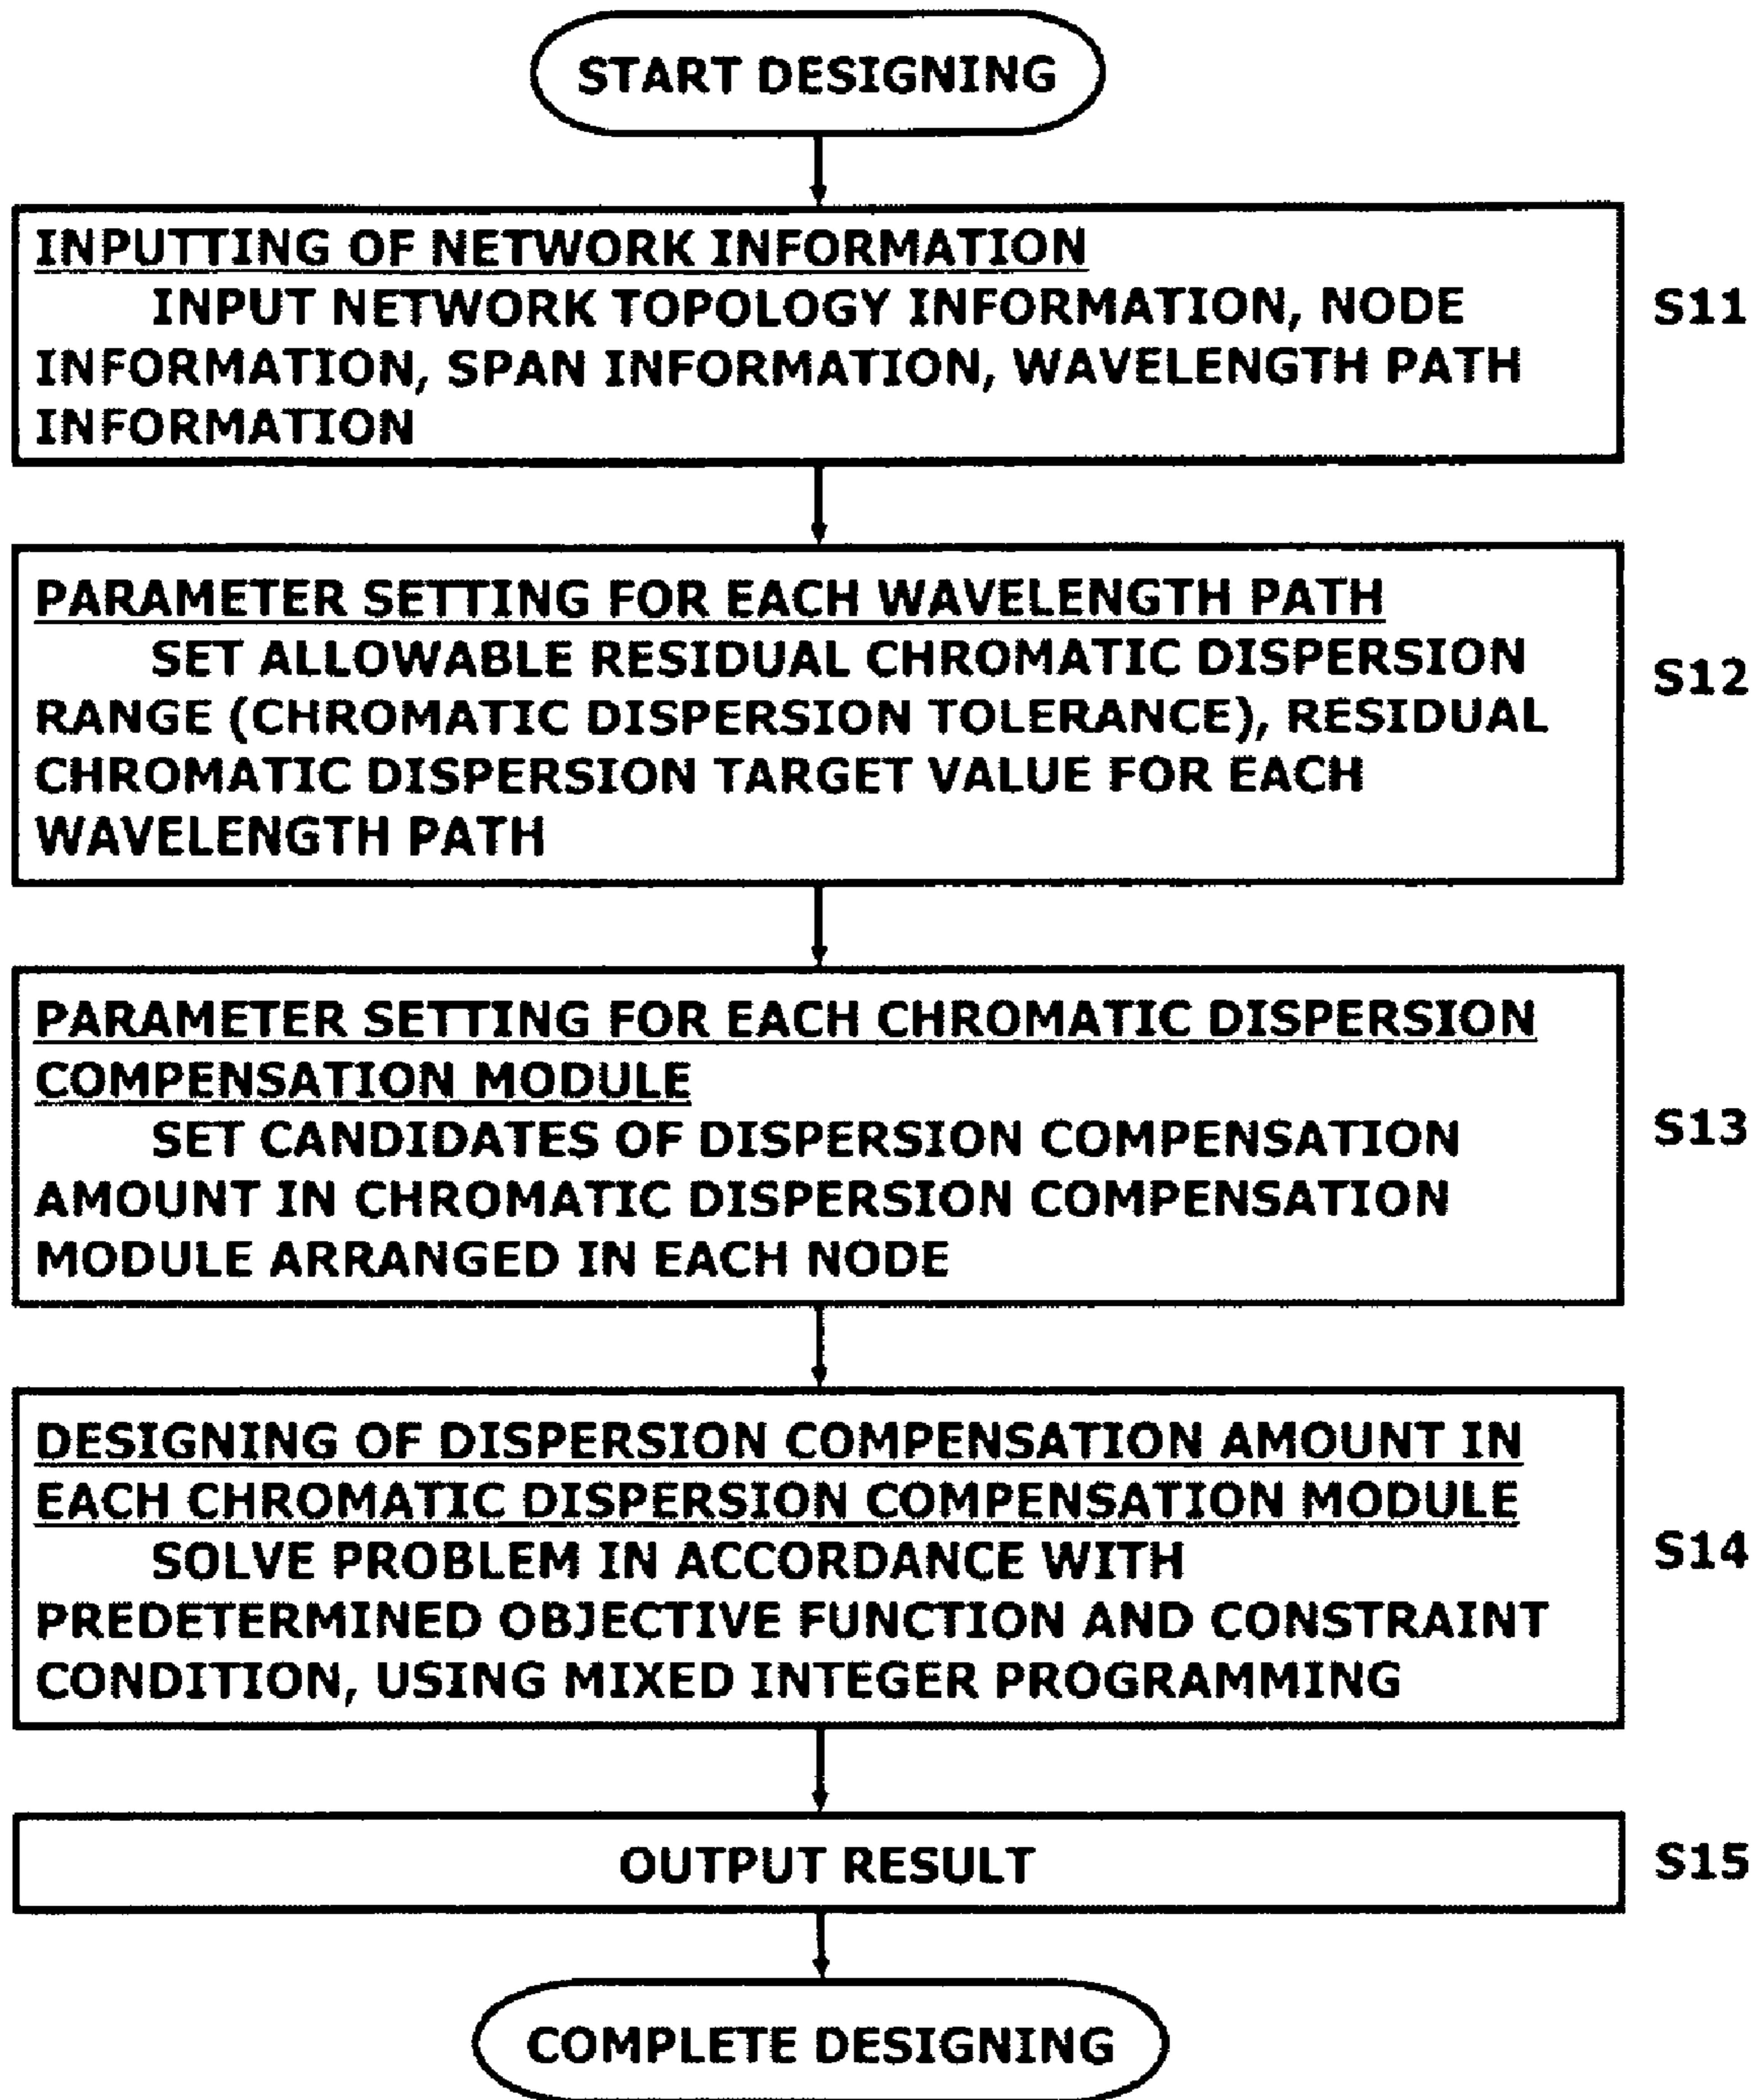 START DESIGNING
INPUTTING OF NETWORK INFORMATION
INPUT NETWORK TOPOLOGY INFORMATION, NODE
INFORMATION, SPAN INFORMATION, WAVELENGTH PATH
INFORMATION
S11
PARAMETER SETTING FOR EACH WAVELENGTH PATH
SET ALLOWABLE RESIDUAL CHROMATIC DISPERSION
RANGE (CHROMATIC DISPERSION TOLERANCE), RESIDUAL
CHROMATIC DISPERSION TARGET VALUE FOR EACH
WAVELENGTH PATH
S12
PARAMETER SETTING FOR EACH CHROMATIC DISPERSION
COMPENSATION MODULE
SET CANDIDATES OF DISPERSION COMPENSATION
AMOUNT IN CHROMATIC DISPERSION COMPENSATION
MODULE ARRANGED IN EACH NODE
S13
DESIGNING OF DISPERSION COMPENSATION AMOUNT IN
EACH CHROMATIC DISPERSION COMPENSATION MODULE
SOLVE PROBLEM IN ACCORDANCE WITH
PREDETERMINED OBJECTIVE FUNCTION AND CONSTRAINT
CONDITION, USING MIXED INTEGER PROGRAMMING
S14
OUTPUT RESULT
S15
COMPLETE DESIGNING